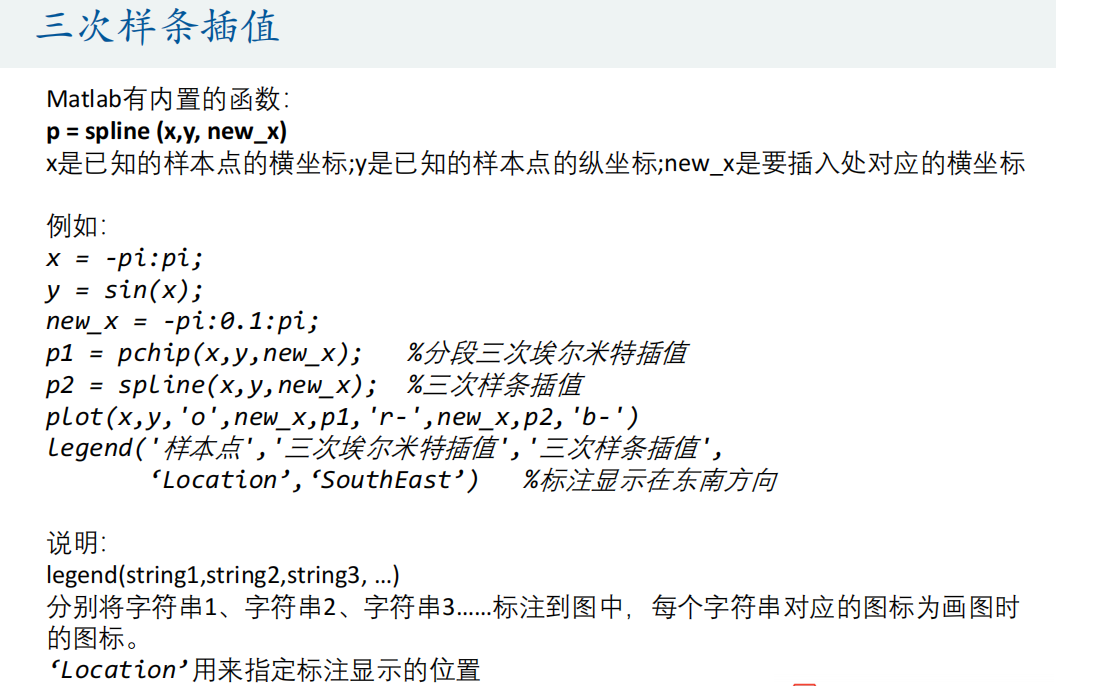 三次样条插值
Matlab有内置的函数：
p = spline (x,y, new_x)
x是已知的样本点的横坐标;y是已知的样本点的纵坐标;new_x是要插入处对应的横坐标
例如：
x = -pi:pi;
y = sin(x);
new_x = -pi:0.1:pi;
p1 = pchip(x,y,new_x);   %分段三次埃尔米特插值
p2 = spline(x,y,new_x);  %三次样条插值
plot(x,y,'o',new_x,p1,'r-',new_x,p2,'b-')
legend('样本点','三次埃尔米特插值','三次样条插值',
‘Location’,‘SouthEast’)   %标注显示在东南方向
说明：
legend(string1,string2,string3, …)
分别将字符串1、字符串2、字符串3……标注到图中，每个字符串对应的图标为画图时
的图标。
‘Location’用来指定标注显示的位置